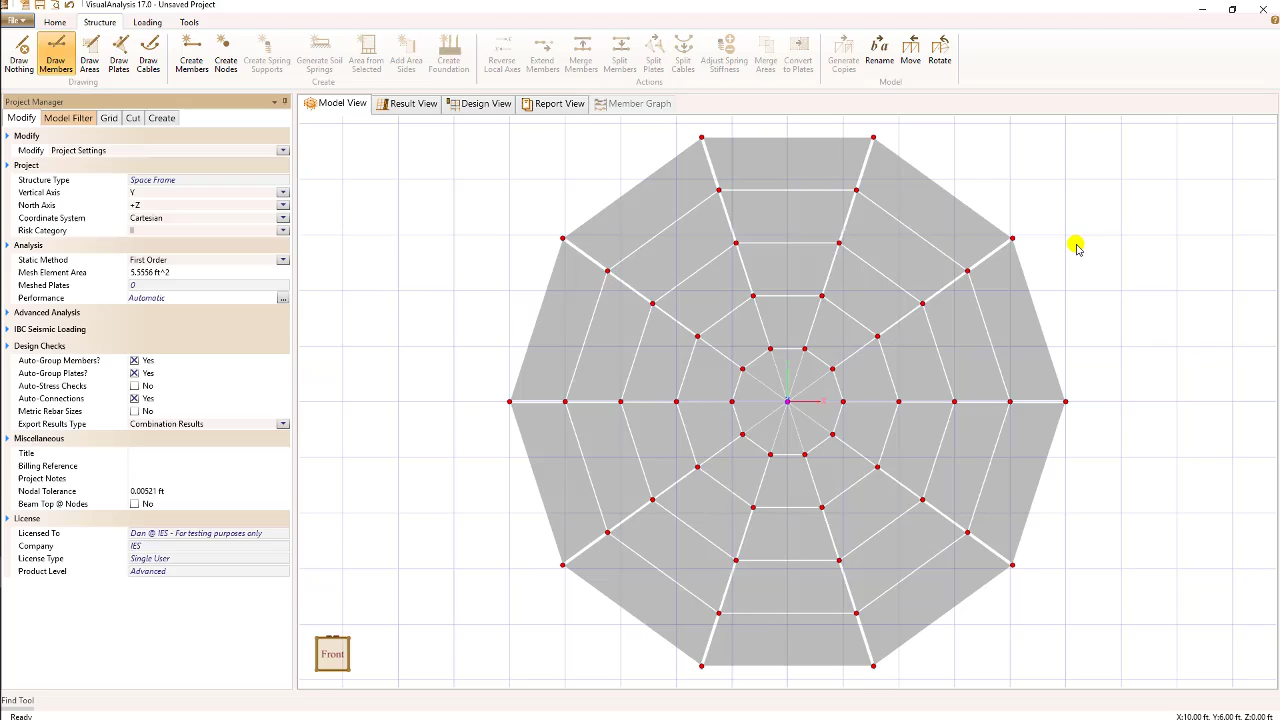 VisualAnalysis 17.0 - Unsaved Project
File Home Structure Loading Tools
Draw Nothing Draw Members Draw Areas Draw Plates Draw Cables Create Members Create Nodes Create Spring Supports Generate Soil Springs Area from Selected Add Area Sides Create Foundation Reverse Local Axes Extend Members Merge Members Split Members Split Plates Split Cables Adjust Spring Stiffness Merge Areas Convert to Plates Generate Copies Rename Move Rotate
Drawing Create Actions Model
Project Manager
Model View Result View Design View Report View Member Graph
Modify Model Filter Grid Cut Create
Modify
Modify Project Settings
Project
Structure Type Space Frame
Vertical Axis Y
North Axis +Z
Coordinate System Cartesian
Risk Category II
Analysis
Static Method First Order
Mesh Element Area 5.5556 ft^2
Meshed Plates 0
Performance Automatic ...
Advanced Analysis
IBC Seismic Loading
Design Checks
Auto-Group Members? Yes
Auto-Group Plates? Yes
Auto-Stress Checks No
Auto-Connections Yes
Metric Rebar Sizes No
Export Results Type Combination Results
Miscellaneous
Title
Billing Reference
Project Notes
Nodal Tolerance 0.00521 ft
Beam Top @ Nodes No
License
Licensed To Dan @ IES - For testing purposes only
Company IES
License Type Single User
Product Level Advanced
X
Front
Find Tool
Ready X:10.00 ft. Y:6.00 ft. Z:0.00 ft.